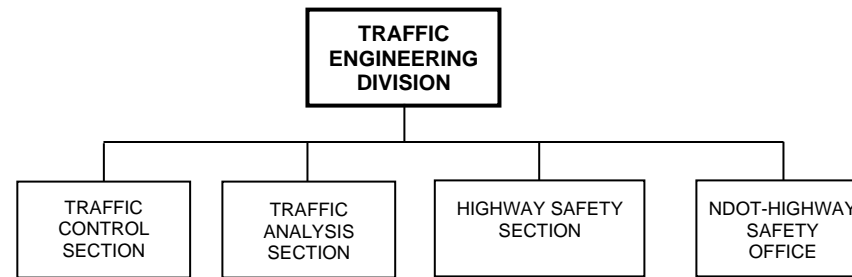 TRAFFIC
ENGINEERING
DIVISION
TRAFFIC
CONTROL
SECTION
TRAFFIC
ANALYSIS
SECTION
HIGHWAY SAFETY
SECTION
NDOT-HIGHWAY
SAFETY
OFFICE